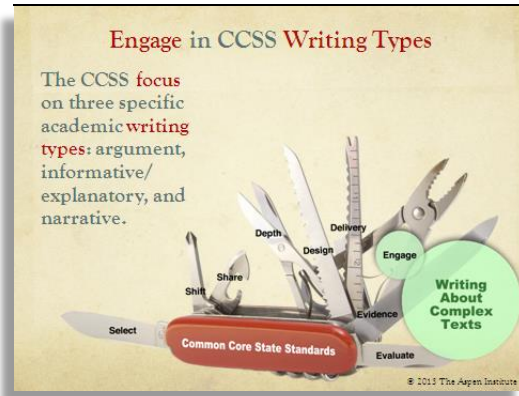 Engage in CCSS Writing Types
The CCSS focus
on three specific
academic writing
types: argument,
informative/
explanatory, and
narrative.
Depth
Delivery
Design
Engage
Share
Shift
Writing
About
Complex
Texts
Evidence
Select
Common Core State Standards
Evaluate
© 2013 The Aspen Institute